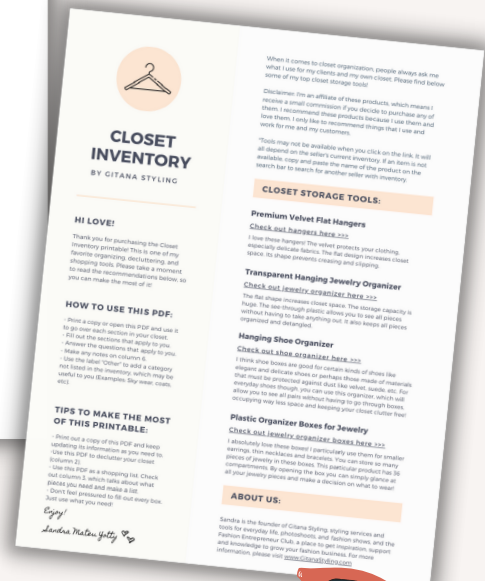 CLOSET
INVENTORY
BY GITANA STYLING
HI LOVE!
Thank you for purchasing the Closet
Inventory printable! This is one of my
favorite organizing, decluttering, and
shopping tools. Please take a moment
to read the recommendations below, so
you can make the most of it!
HOW TO USE THIS PDF:
- Print a copy or open this PDF and use it
to go over each section in your closet.
- Fill out the sections that apply to you.
- Answer the questions that apply to you.
- Make any notes on column 6.
- Use the label "Other" to add a category
not listed in the inventory, which may be
useful to you (Examples: Sky wear, coats,
etc).
TIPS TO MAKE THE MOST
OF THIS PRINTABLE:
- Print out a copy of this PDF and keep
updating its information as you need to
-Use this PDF to declutter your closet
(column 2).
-Use this PDF as a shopping list. Check
column 3, which talks about what
pieces you need and make a list.
- Don't feel pressured to fill out every box.
Just use what you need!
Enjoy!
Sandra Mateu Jotty
When it comes to closet organization, people always ask me
what I use for my clients and my own closet. Please find below
some of my top closet storage tools!
Disclaimer: I'm an affiliate of these products, which means I
receive a small commission if you decide to purchase any of
them. I recommend these products because I use them and
love them. I only like to recommend things that I use and
work for me and my customers.
*Tools may not be available when you click on the link. It will
all depend on the seller's current inventory. If an item is not
available, copy and paste the name of the product on the
search bar to search for another seller with inventory.
CLOSET STORAGE TOOLS:
Premium Velvet Flat Hangers
Check out hangers here >>>
I love these hangers! The velvet protects your clothing,
especially delicate fabrics. The flat design increases closet
space. Its shape prevents creasing and slipping.
Transparent Hanging Jewelry Organizer
Check out jewelry organizer here >>>
The flat shape increases closet space. The storage capacity is
huge. The see-through plastic allows you to see all pieces
without having to take anything out. It also keeps all pieces
organized and detangled.
Hanging Shoe Organizer
Check out shoe organizer here >>>
I think shoe boxes are good for certain kinds of shoes like
elegant and delicate shoes or perhaps those made of materials
that must be protected against dust like velvet, suede, etc. For
everyday shoes though, you can use this organizer, which will
allow you to see all pairs without having to go through boxes,
occupying way less space and keeping your closet clutter free!
Plastic Organizer Boxes for Jewelry
Check out jewelry organizer boxes here >>>
I absolutely love these boxes! I particularly use them for smaller
earrings, thin necklaces and bracelets. You can store so many
pieces of jewelry in these boxes. This particular product has 36
compartments. By opening the box you can simply glance at
all your jewelry pieces and make a decision on what to wear!
ABOUT US:
Sandra is the founder of Gitana Styling, styling services and
tools for everyday life, photoshoots, and fashion shows, and the
Fashion Entrepreneur Club, a place to get inspiration, support
and knowledge to grow your fashion business. For more
information, please visit www.GitanaStyling.com